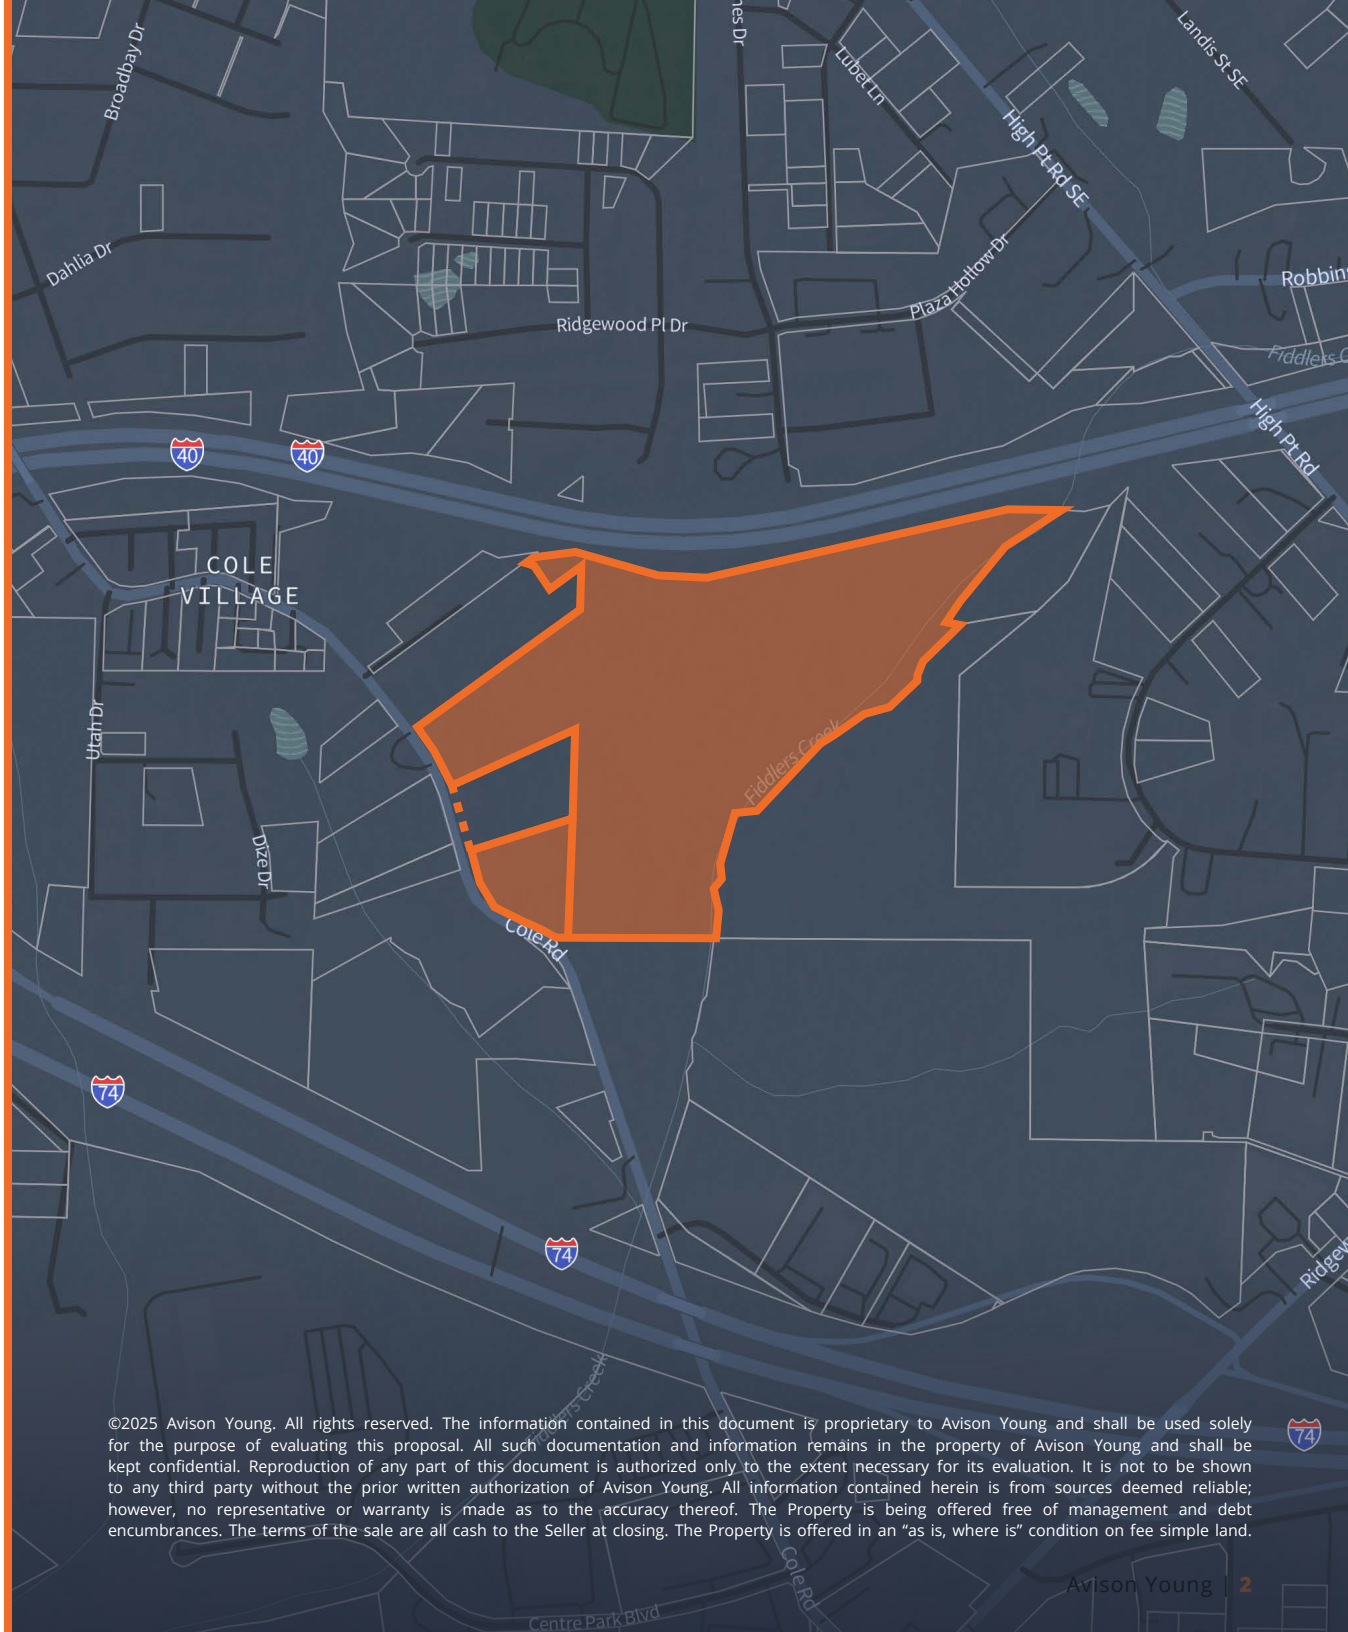 Broadbay Dr
nes Dr
Lubet Ln
Landis St SE
High Pt Rd SE
Dahlia Dr
Plaza Hollow Dr
Robbins
Ridgewood Pl Dr
Fiddlers C
High Pt Rd
40
40
COLE
VILLAGE
Utah Dr
Fiddlers Creek
Dize Dr
Cole Rd
74
74
Ridgew
Fiddlers Creek
74
©2025 Avison Young. All rights reserved. The information contained in this document is proprietary to Avison Young and shall be used solely
for the purpose of evaluating this proposal. All such documentation and information remains in the property of Avison Young and shall be
kept confidential. Reproduction of any part of this document is authorized only to the extent necessary for its evaluation. It is not to be shown
to any third party without the prior written authorization of Avison Young. All information contained herein is from sources deemed reliable;
however, no representative or warranty is made as to the accuracy thereof. The Property is being offered free of management and debt
encumbrances. The terms of the sale are all cash to the Seller at closing. The Property is offered in an “as is, where is” condition on fee simple land.
Cole Rd
Avison Young | 2
Centre Park Blvd